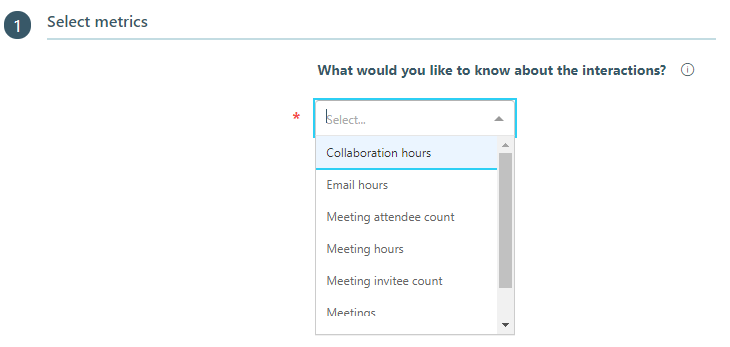 1 Select metrics
What would you like to know about the interactions?
* Select...
Collaboration hours
Email hours
Meeting attendee count
Meeting hours
Meeting invitee count
Meetings